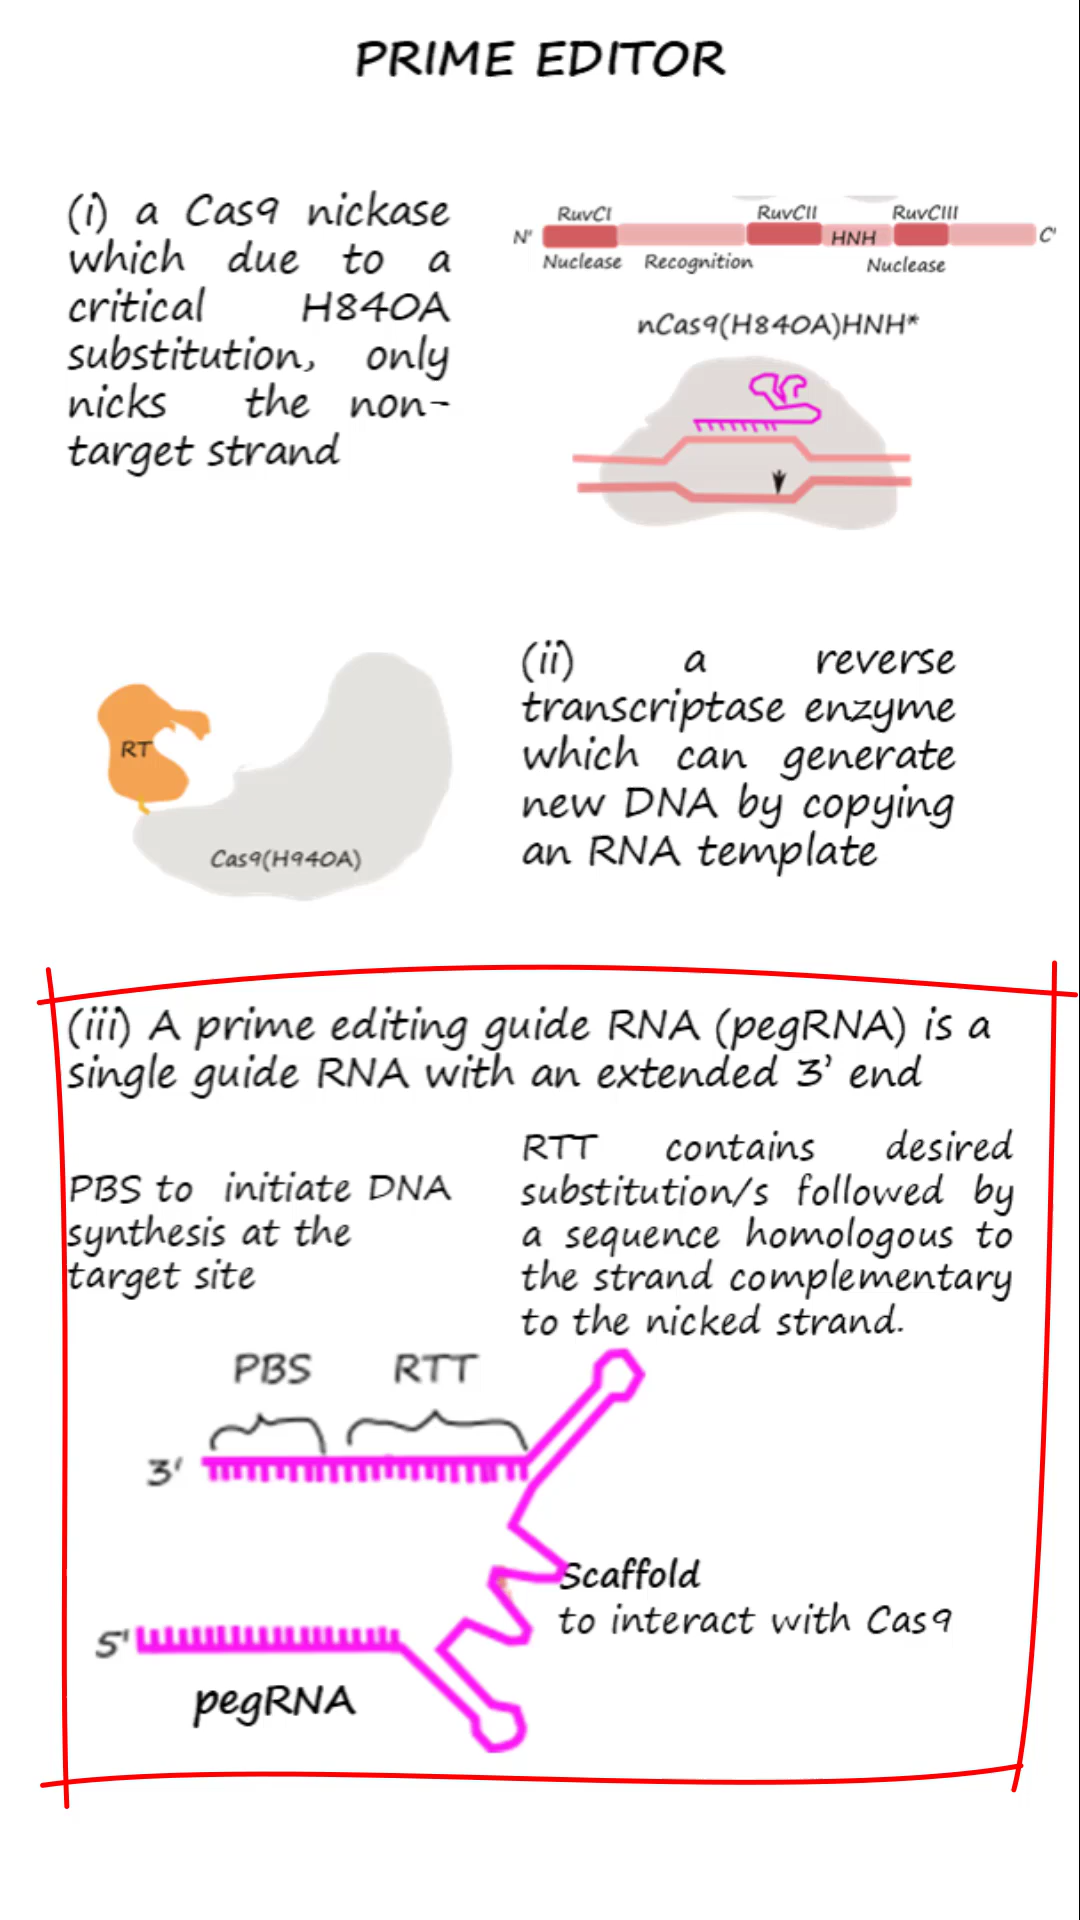 PRIME EDITOR
(i) a Cas9 nickase
which due to a
critical H840A
substitution, only
nicks the non-
target strand
RuvCI RuvCII RuvCIII
N' HNH C'
Nuclease Recognition Nuclease
nCas9(H840A)HNH*
RT
Cas9(H940A)
(ii) a reverse
transcriptase enzyme
which can generate
new DNA by copying
an RNA template
(iii) A prime editing guide RNA (pegRNA) is a
single guide RNA with an extended 3' end
PBS to initiate DNA
synthesis at the
target site
RTT contains desired
substitution/s followed by
a sequence homologous to
the strand complementary
to the nicked strand.
PBS RTT
3'
Scaffold
to interact with Cas9
5'
pegRNA